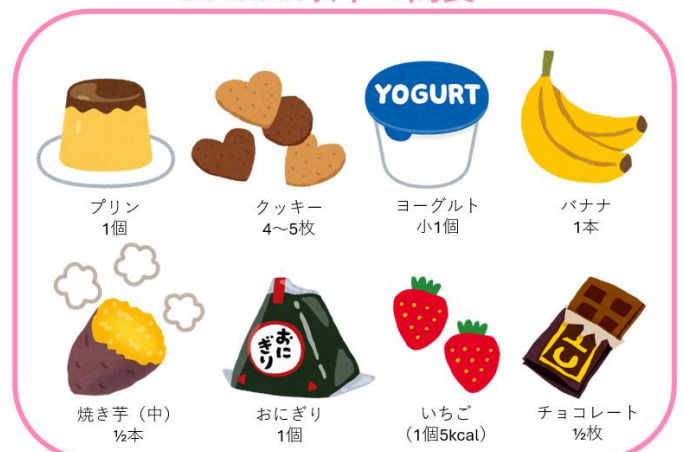 YOGURT
プリン
1個
クッキー
4～5枚
ヨーグルト
小1個
バナナ
1本
おにぎり
焼き芋（中）
½本
おにぎり
1個
いちご
（1個5kcal）
チョコレート
½枚